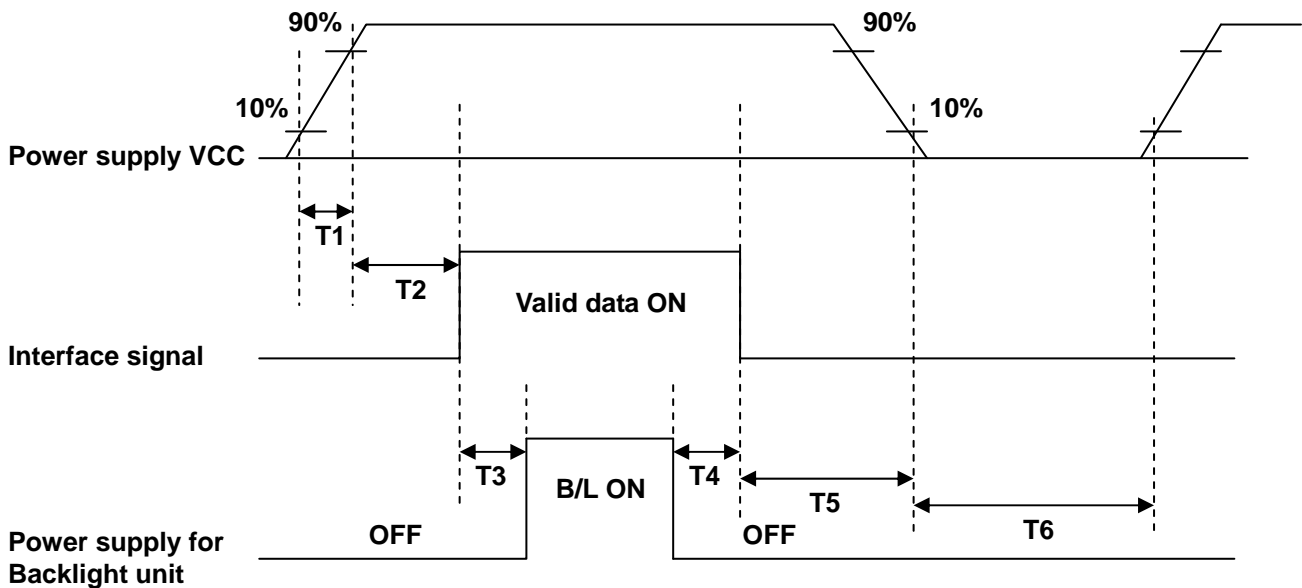 90%
90%
10%
10%
Power supply VCC
T1
T2
Valid data ON
Interface signal
T3
T4
B/L ON
T5
T6
OFF
OFF
Power supply for
Backlight unit